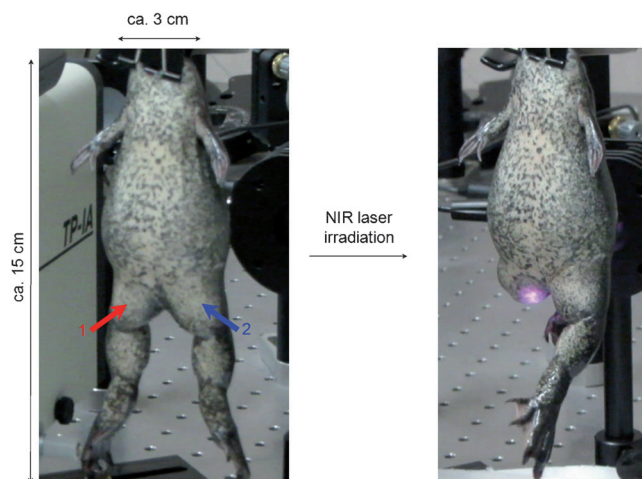 ca. 3 cm
ca. 15 cm
TP-IA
1
2
NIR laser
irradiation